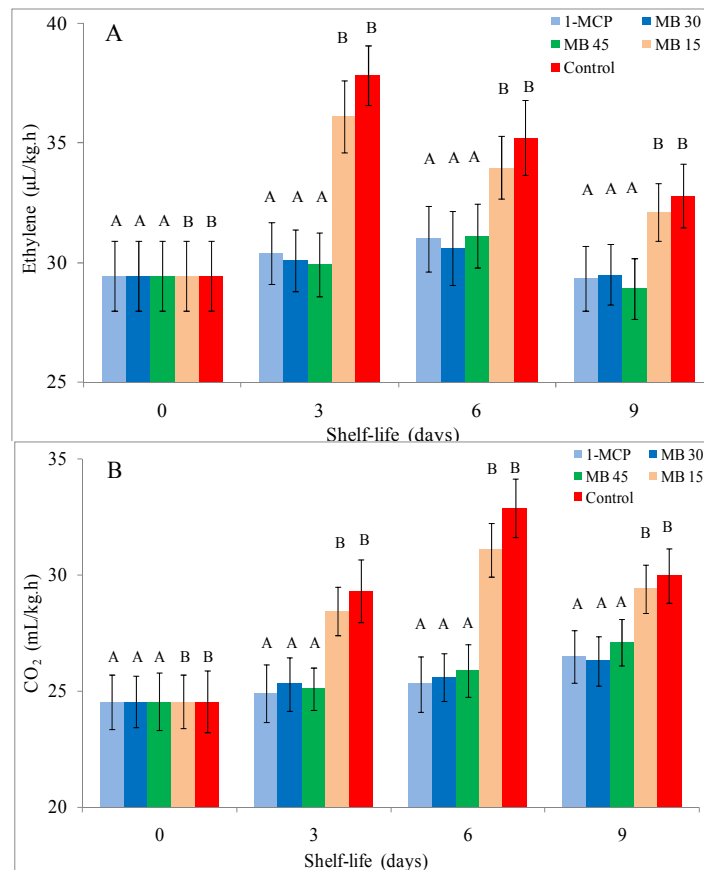 A
1-MCP MB 30
MB 45 MB 15
Control
40
35
30
25
Ethylene (µL/kg.h)
A A A B B
A A A B B
A A A B B
A A A B B
0 3 6 9
Shelf-life (days)
B
1-MCP MB 30
MB 45 MB 15
Control
35
30
25
20
CO₂ (mL/kg.h)
A A A B B
A A A B B
A A A B B
A A A B B
0 3 6 9
Shelf-life (days)